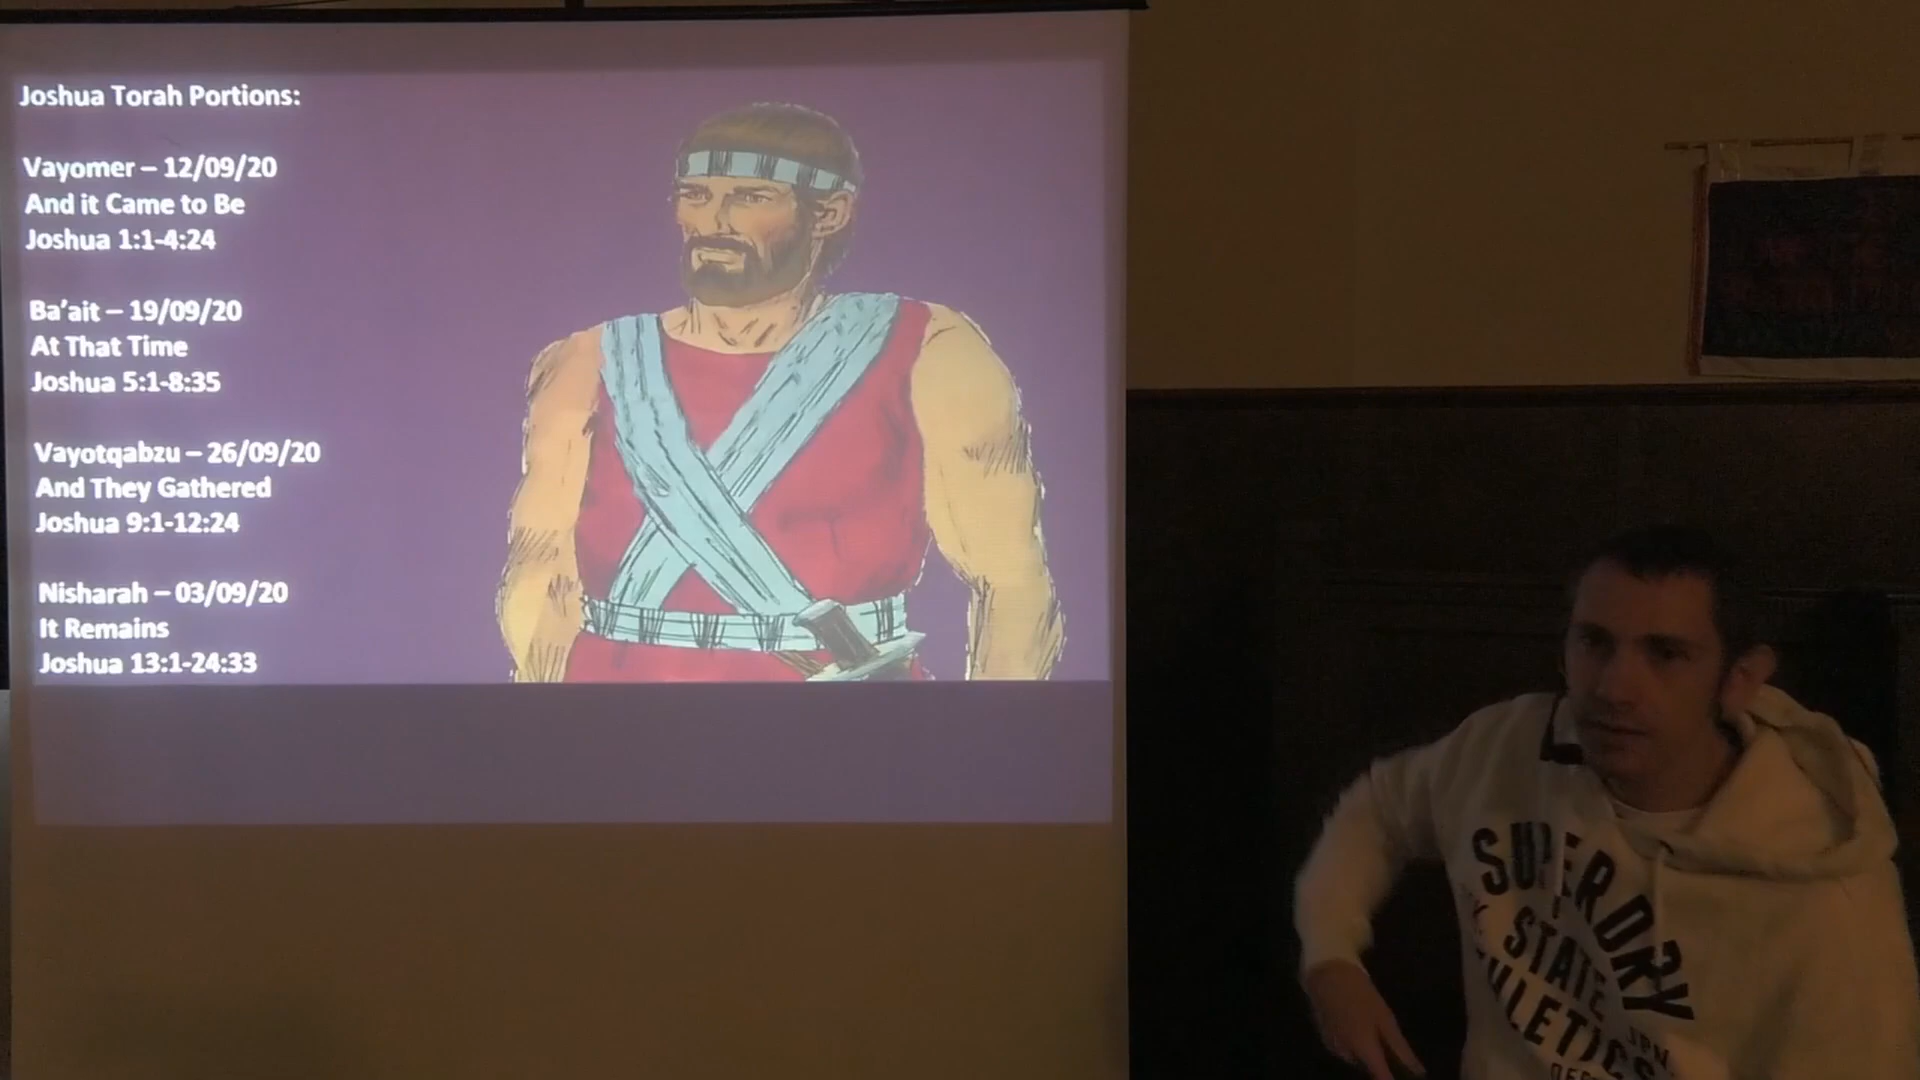 Joshua Torah Portions:
Vayomer – 12/09/20
And it Came to Be
Joshua 1:1-4:24
Ba'ait – 19/09/20
At That Time
Joshua 5:1-8:35
Vayotqabzu – 26/09/20
And They Gathered
Joshua 9:1-12:24
Nisharah – 03/09/20
It Remains
Joshua 13:1-24:33
SUPERDRY
STATE
JPN